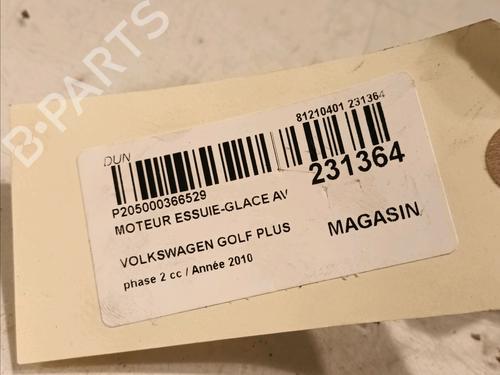 B-PARTS
DUN
81210401 231364
P205000366529
231364
MOTEUR ESSUIE-GLACE AV
VOLKSWAGEN GOLF PLUS
MAGASIN
phase 2 cc / Année 2010